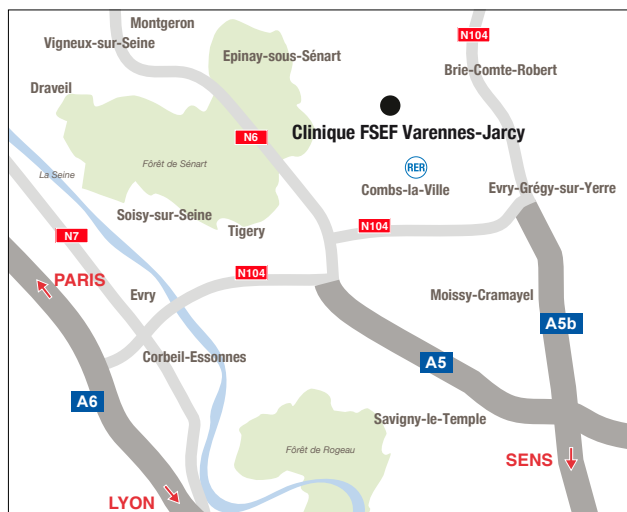 Montgeron
N104
Vigneux-sur-Seine
Epinay-sous-Sénart
Brie-Comte-Robert
Draveil
Clinique FSEF Varennes-Jarcy
N6
Fôrêt de Sénart
RER
La Seine
Combs-la-Ville
Evry-Grégy-sur-Yerre
Soisy-sur-Seine
Tigery
N104
N7
N104
PARIS
Evry
Moissy-Cramayel
A5b
Corbeil-Essonnes
A5
A6
Savigny-le-Temple
Fôrêt de Rogeau
SENS
LYON